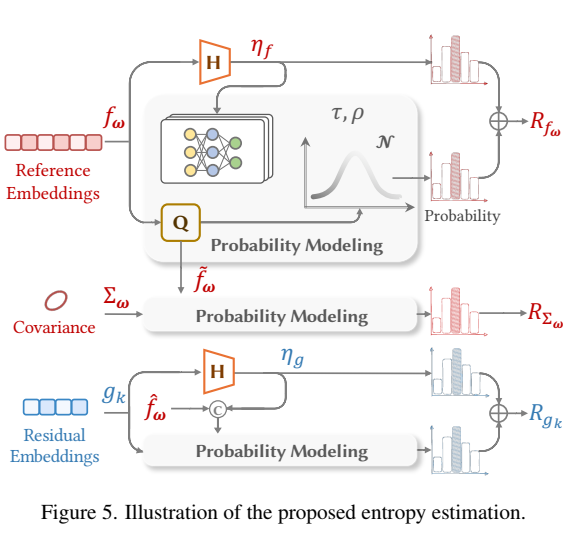 H
η_f
f_ω
τ, ρ
𝒩
R_{f_ω}
Reference
Embeddings
Q
Probability
Probability Modeling
f̃_ω
Σ_ω
Covariance
Probability Modeling
R_{Σ_ω}
H
η_g
g_k
f̂_ω
C
R_{g_k}
Residual
Embeddings
Probability Modeling
Figure 5. Illustration of the proposed entropy estimation.